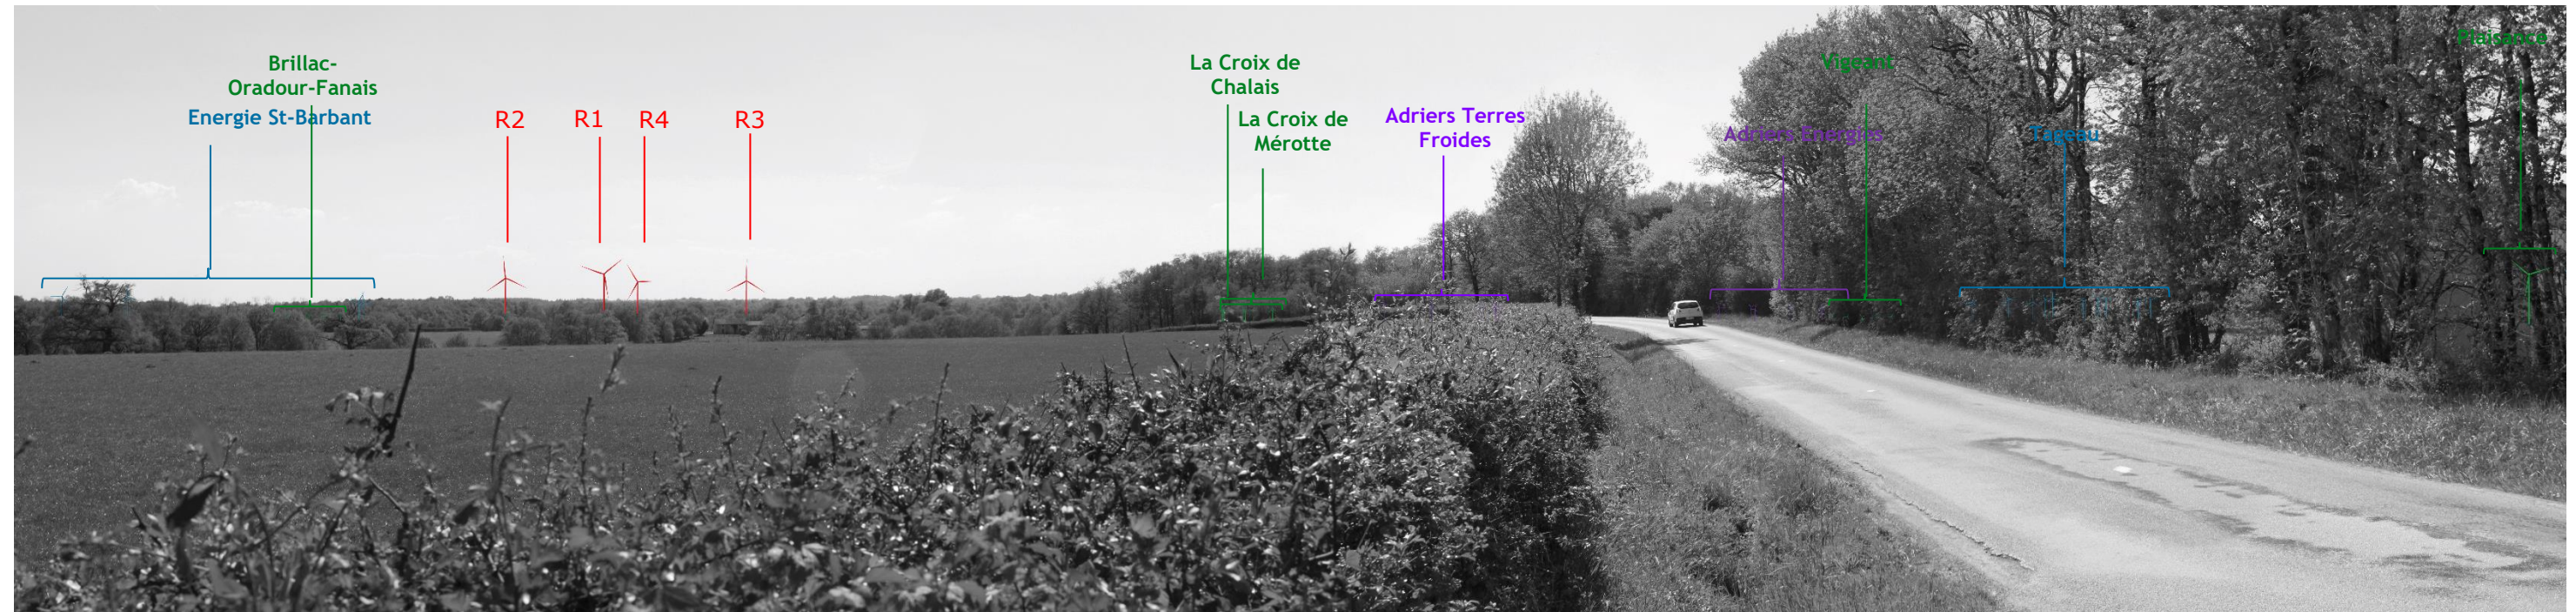 Brillac-
Oradour-Fanais
Energie St-Barbant
R2
R1
R4
R3
La Croix de
Chalais
La Croix de
Mérotte
Adriers Terres
Froides
Adriers Energies
Vigeant
Tageau
Plaisance